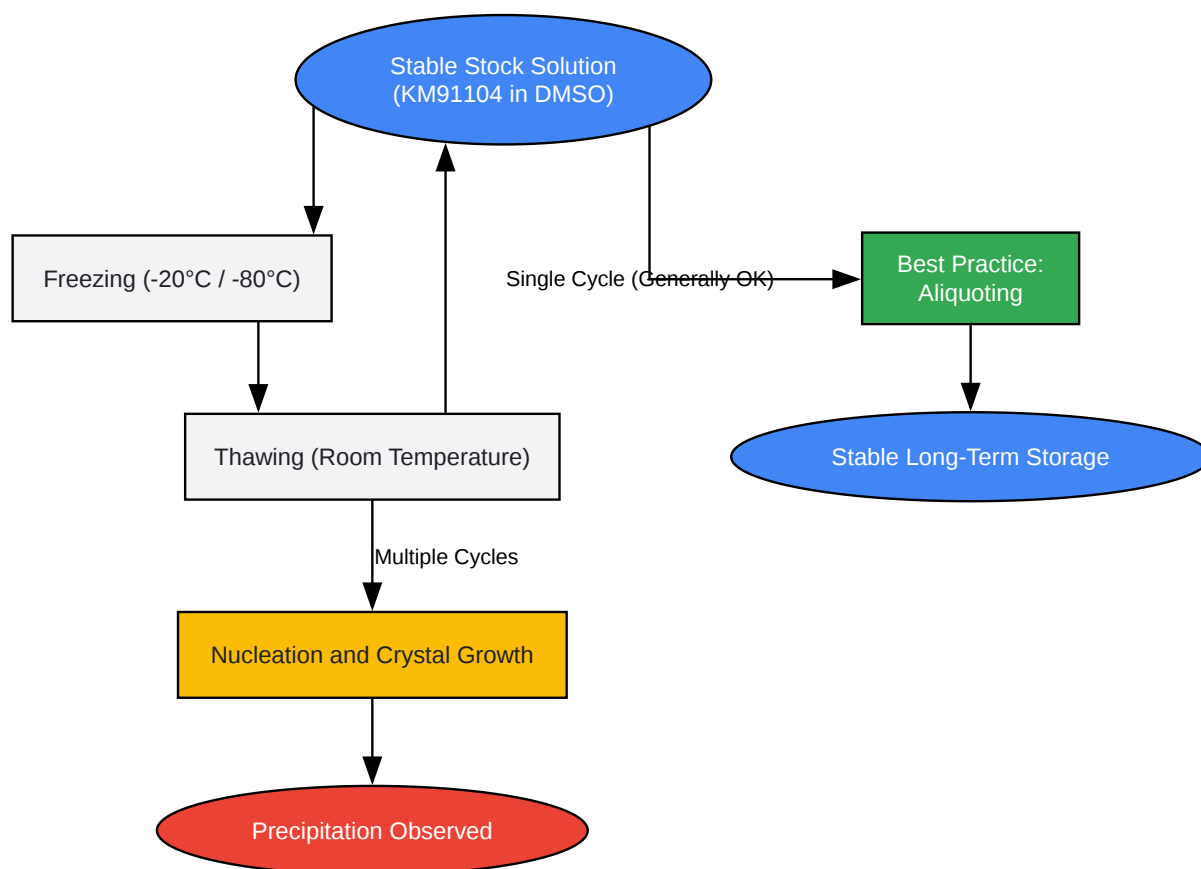 Stable Stock Solution
(KM91104 in DMSO)
Freezing (-20°C / -80°C)
Single Cycle (Generally OK)
Best Practice:
Aliquoting
Thawing (Room Temperature)
Stable Long-Term Storage
Multiple Cycles
Nucleation and Crystal Growth
Precipitation Observed